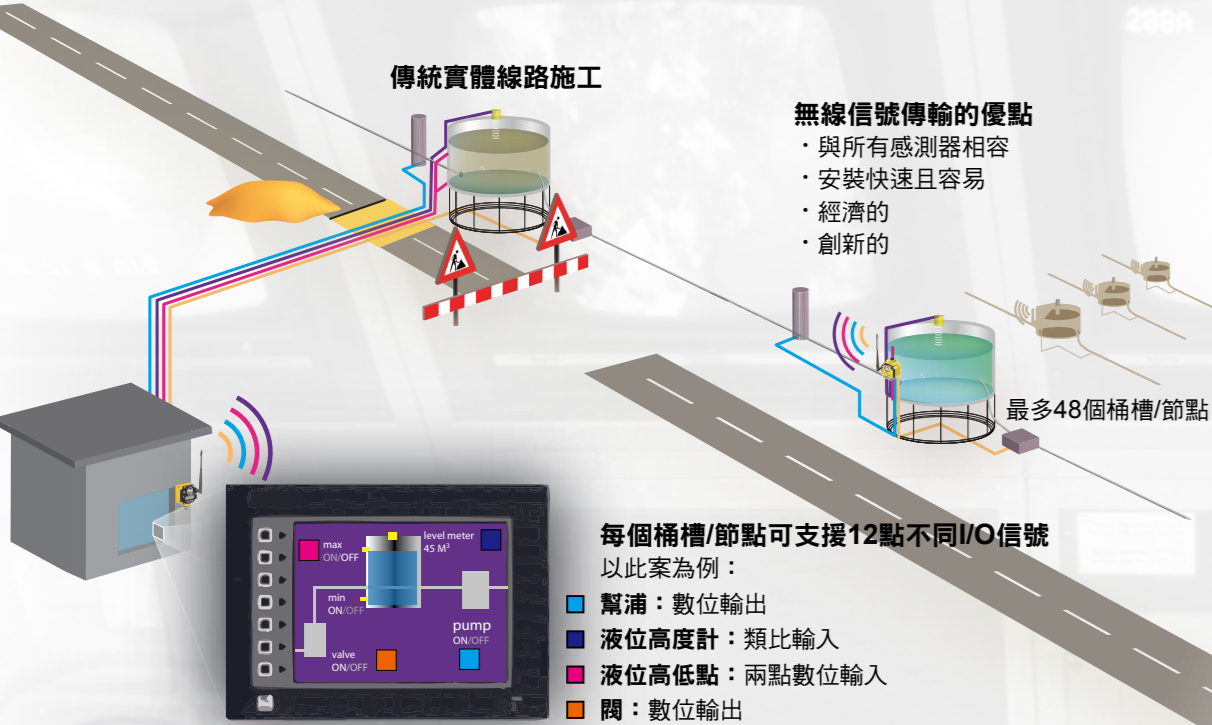 288A
傳統實體線路施工
無線信號傳輸的優點
·與所有感測器相容
·安裝快速且容易
·經濟的
·創新的
最多48個桶槽/節點
max
ON/OFF
level meter
45 M³
min
ON/OFF
pump
ON/OFF
valve
ON/OFF
每個桶槽/節點可支援12點不同I/O信號
以此案為例：
幫浦：數位輸出
液位高度計：類比輸入
液位高低點：兩點數位輸入
閥：數位輸出